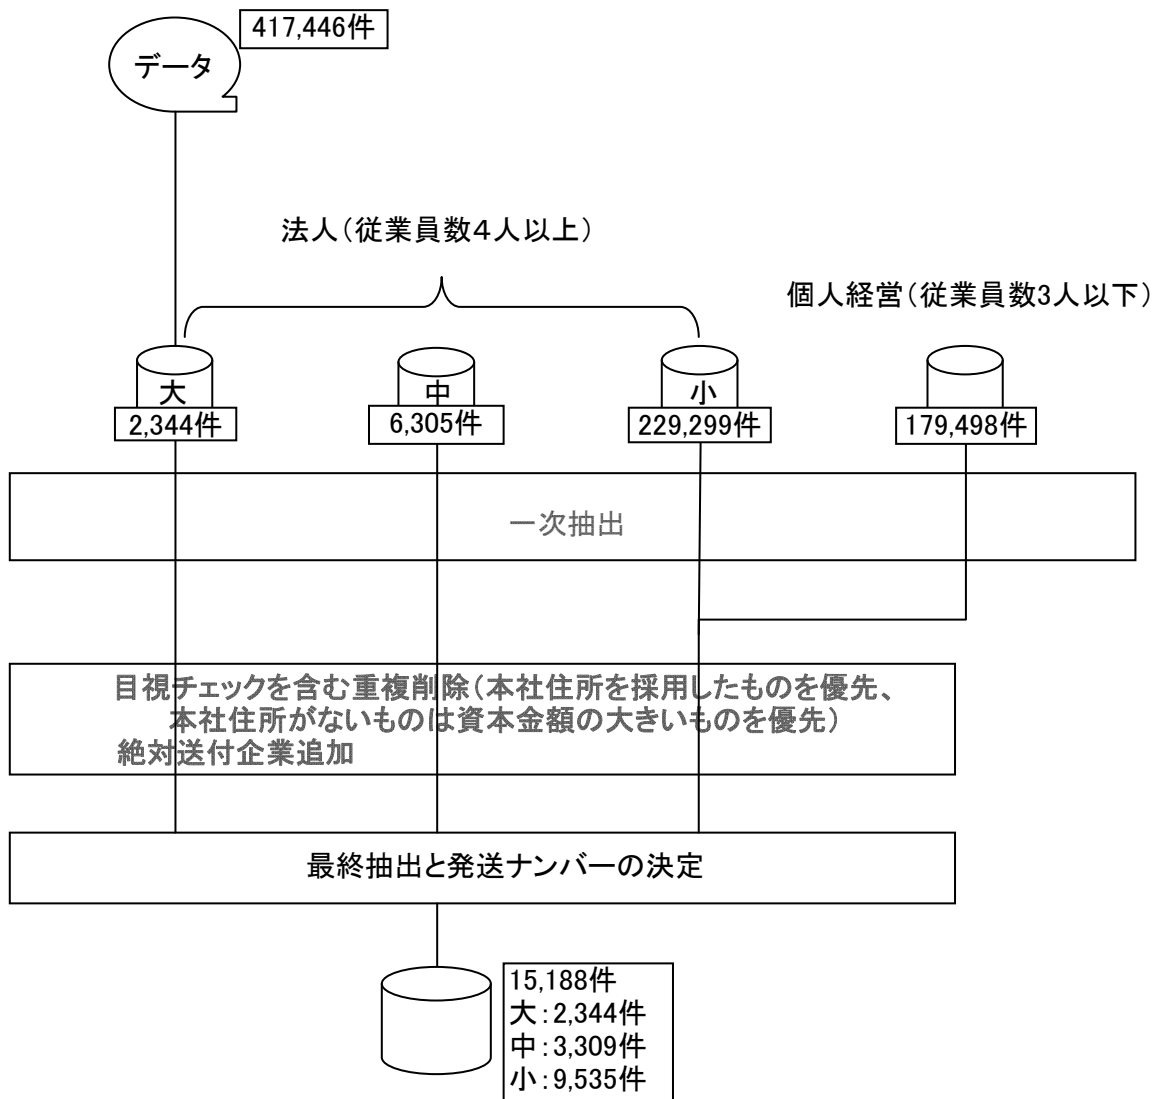 417,446件
データ
法人（従業員数４人以上）
個人経営（従業員数3人以下）
大
中
小
2,344件
6,305件
229,299件
179,498件
一次抽出
目視チェックを含む重複削除（本社住所を採用したものを優先、
本社住所がないものは資本金額の大きいものを優先）
絶対送付企業追加
最終抽出と発送ナンバーの決定
15,188件
大：2,344件
中：3,309件
小：9,535件